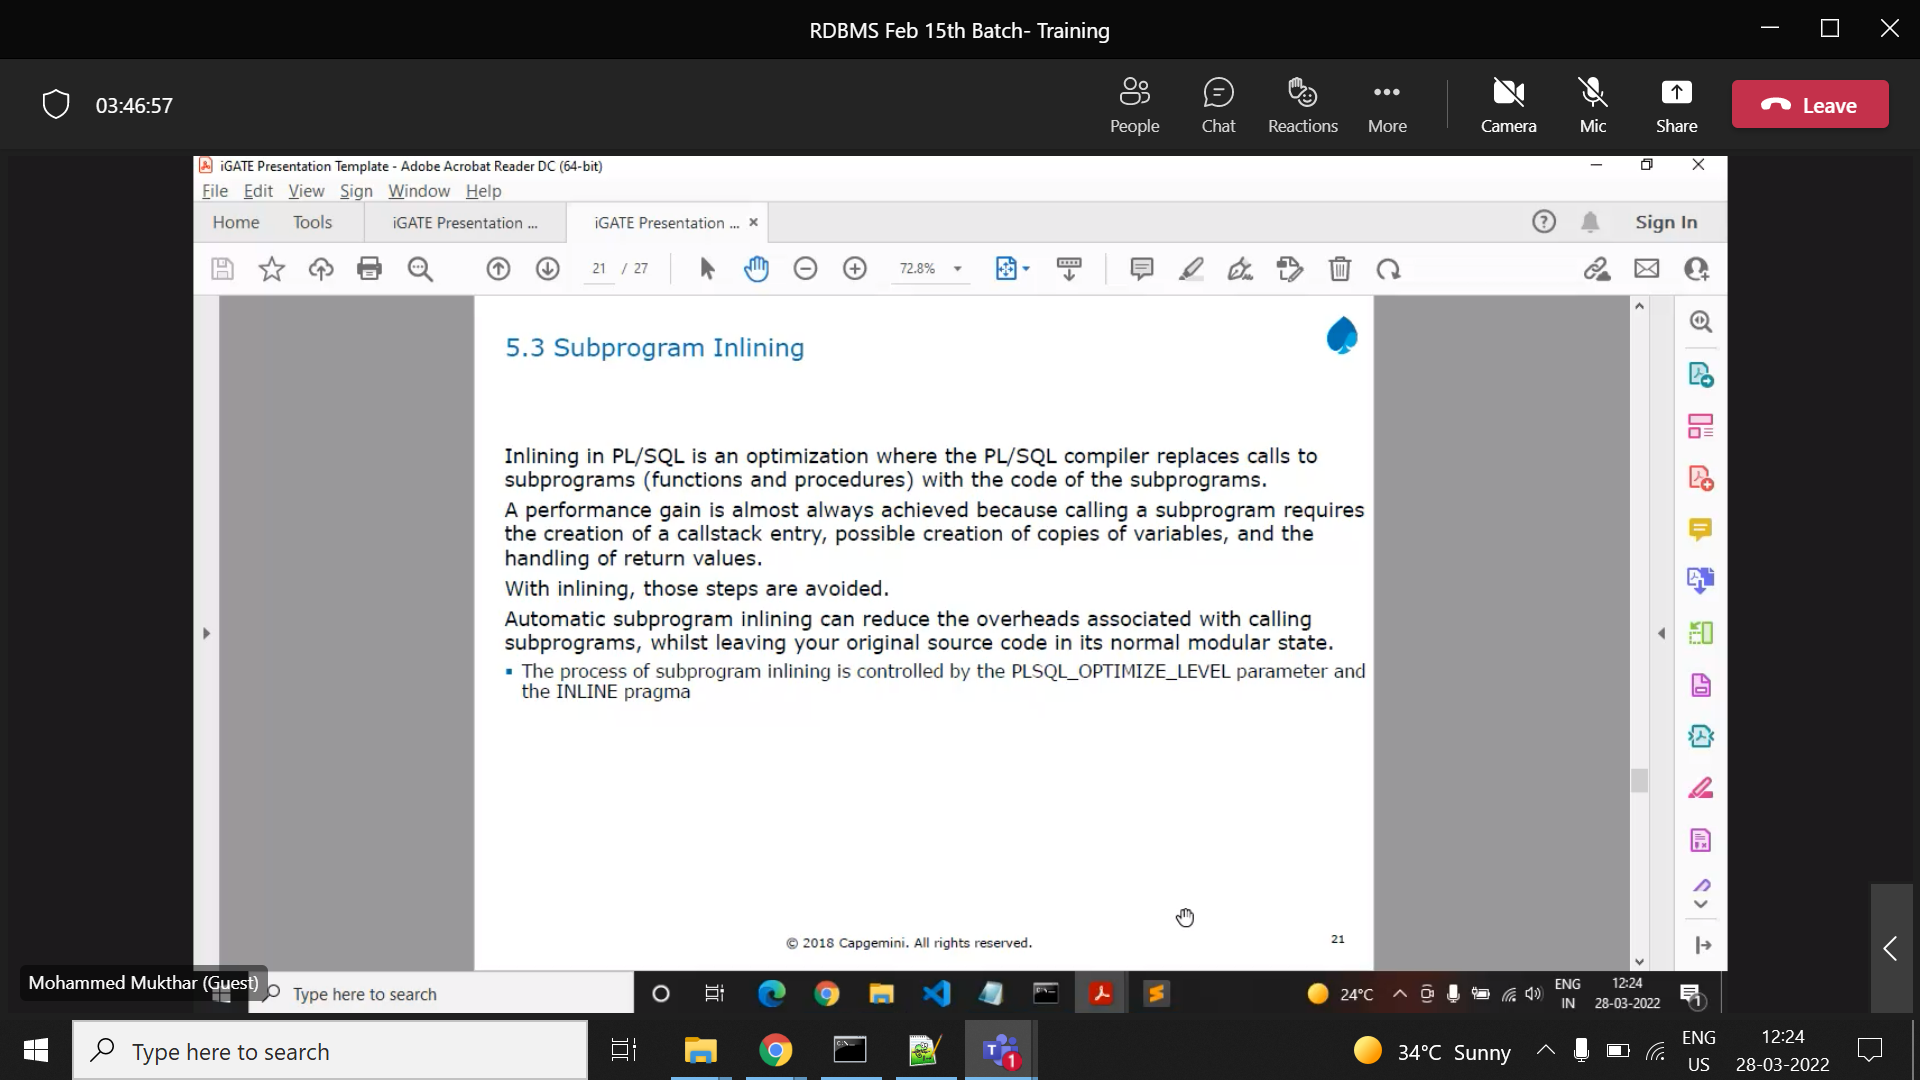 RDBMS Feb 15th Batch- Training
03:46:57
People
Chat
Reactions
More
Camera
Mic
Share
Leave
iGATE Presentation Template - Adobe Acrobat Reader DC (64-bit)
File Edit View Sign Window Help
Home Tools iGATE Presentation ... iGATE Presentation ... Sign In
21 / 27 72.8%
5.3 Subprogram Inlining
Inlining in PL/SQL is an optimization where the PL/SQL compiler replaces calls to
subprograms (functions and procedures) with the code of the subprograms.
A performance gain is almost always achieved because calling a subprogram requires
the creation of a callstack entry, possible creation of copies of variables, and the
handling of return values.
With inlining, those steps are avoided.
Automatic subprogram inlining can reduce the overheads associated with calling
subprograms, whilst leaving your original source code in its normal modular state.
▪ The process of subprogram inlining is controlled by the PLSQL_OPTIMIZE_LEVEL parameter and
the INLINE pragma
© 2018 Capgemini. All rights reserved.
21
Mohammed Mukthar (Guest)
Type here to search
24°C
ENG
IN
12:24
28-03-2022
1
Type here to search
1
34°C Sunny
ENG
US
12:24
28-03-2022